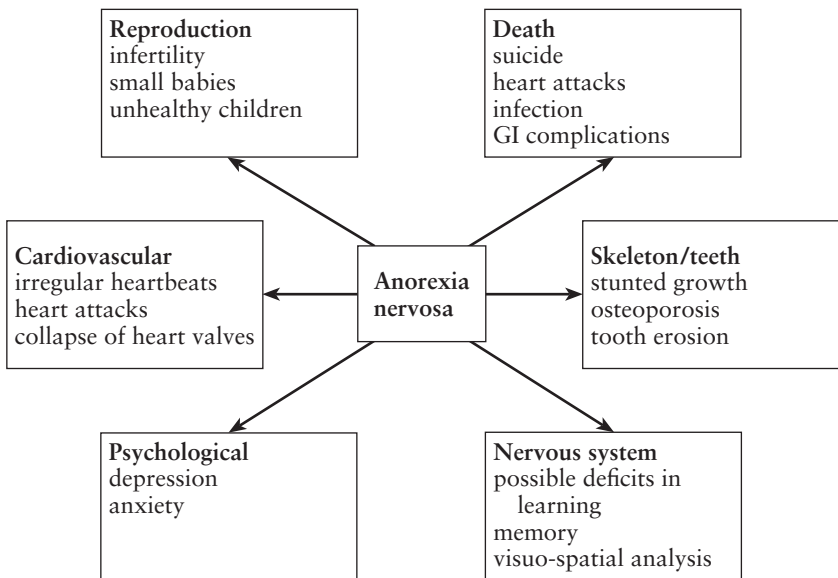 Reproduction
infertility
small babies
unhealthy children
Death
suicide
heart attacks
infection
GI complications
Cardiovascular
irregular heartbeats
heart attacks
collapse of heart valves
Anorexia
nervosa
Skeleton/teeth
stunted growth
osteoporosis
tooth erosion
Psychological
depression
anxiety
Nervous system
possible deficits in
learning
memory
visuo-spatial analysis